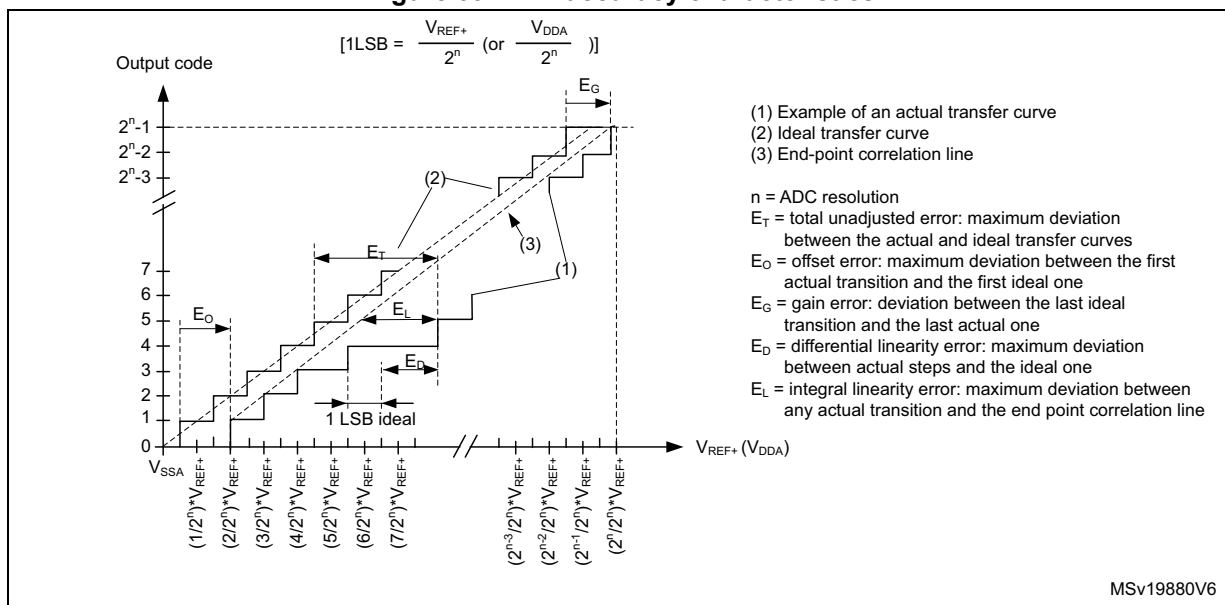 [1LSB = V_REF+ / 2^n (or V_DDA / 2^n )]
Output code
E_G
2^n-1
2^n-2
2^n-3
7
6
5
4
3
2
1
0
(2)
(3)
(1)
E_T
E_O
E_L
E_D
1 LSB ideal
V_SSA
V_REF+ (V_DDA)
(1/2^n)*V_REF+
(2/2^n)*V_REF+
(3/2^n)*V_REF+
(4/2^n)*V_REF+
(5/2^n)*V_REF+
(6/2^n)*V_REF+
(7/2^n)*V_REF+
(2^n-3/2^n)*V_REF+
(2^n-2/2^n)*V_REF+
(2^n-1/2^n)*V_REF+
(2^n/2^n)*V_REF+
(1) Example of an actual transfer curve
(2) Ideal transfer curve
(3) End-point correlation line
n = ADC resolution
E_T = total unadjusted error: maximum deviation
between the actual and ideal transfer curves
E_O = offset error: maximum deviation between the first
actual transition and the first ideal one
E_G = gain error: deviation between the last ideal
transition and the last actual one
E_D = differential linearity error: maximum deviation
between actual steps and the ideal one
E_L = integral linearity error: maximum deviation between
any actual transition and the end point correlation line
MSv19880V6